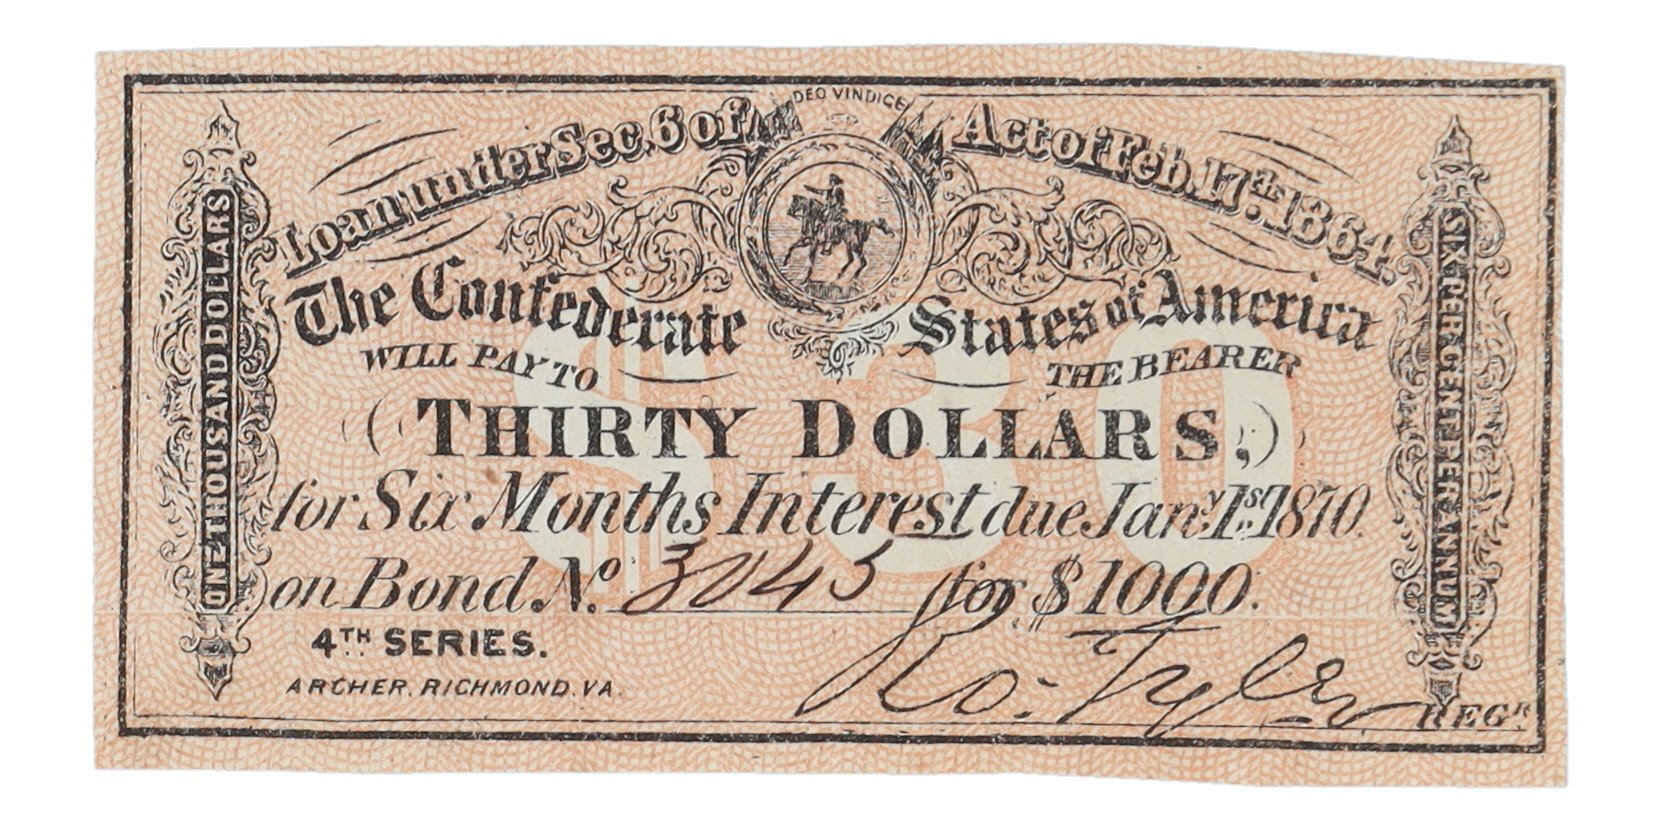 DEO VINDICE
Loan under Sec. 6 of Act of Feb. 17th 1864.
The Confederate States of America
WILL PAY TO THE BEARER
(THIRTY DOLLARS,)
for Six Months Interest due Jany. 1st 1870.
on Bond No. 3043 for $1000.
4TH SERIES.
ARCHER, RICHMOND, VA.
Ro. Tyler REGR.
ONE THOUSAND DOLLARS
SIX PER CENT PER ANNUM
$30